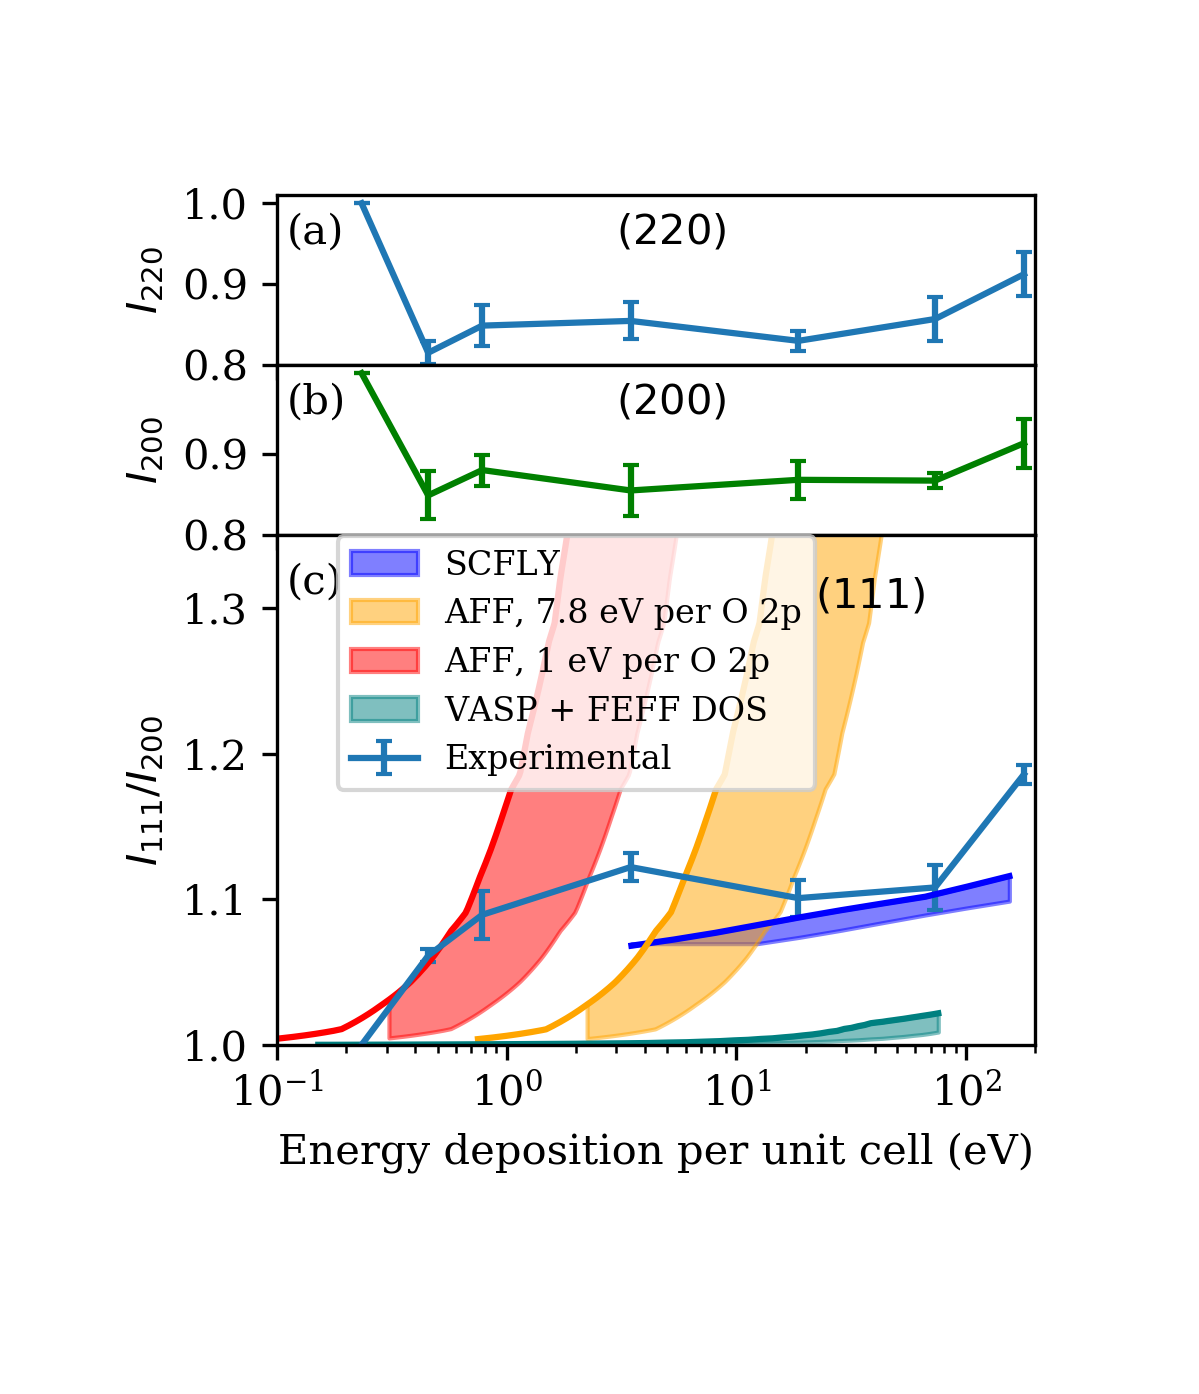 1.0
(a)
(220)
I220
0.9
0.8
(b)
(200)
I200
0.9
0.8
(c)
SCFLY
AFF, 7.8 eV per O 2p
(111)
1.3
AFF, 1 eV per O 2p
VASP + FEFF DOS
Experimental
1.2
I111/I200
1.1
1.0
10⁻¹ 10⁰ 10¹ 10²
Energy deposition per unit cell (eV)